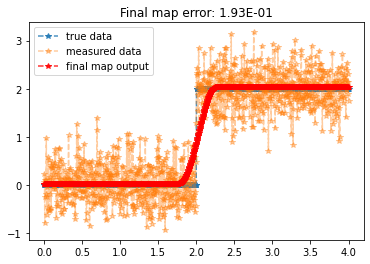 Final map error: 1.93E-01
true data
measured data
final map output
3
2
1
0
−1
0.0 0.5 1.0 1.5 2.0 2.5 3.0 3.5 4.0